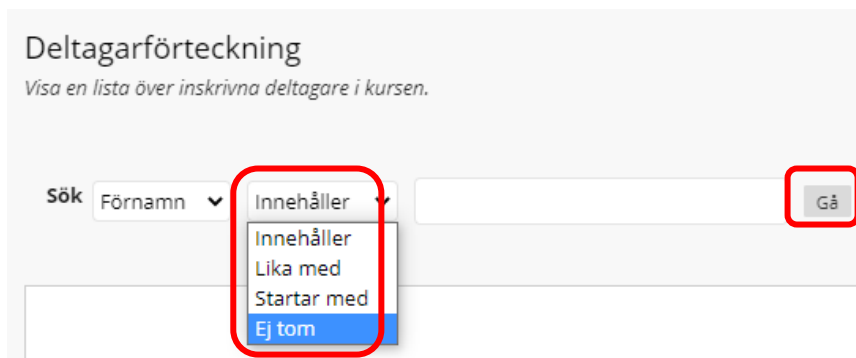 Deltagarförteckning
Visa en lista över inskrivna deltagare i kursen.
Sök Förnamn Innehåller Gå
Innehåller
Lika med
Startar med
Ej tom